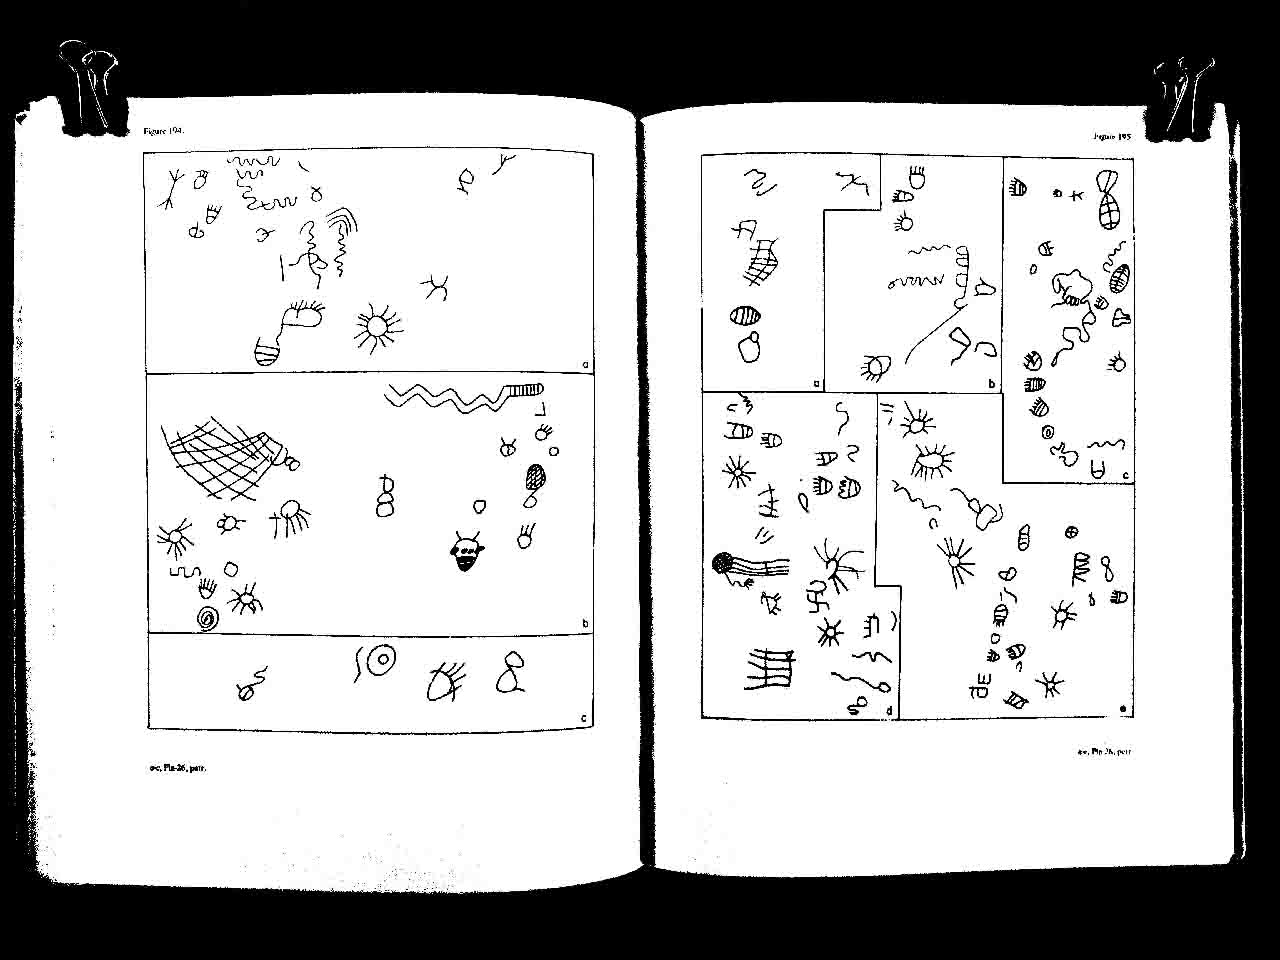 Figure 194.
a
b
c
a-c, Pla-26, petr.
Figure 195
a
b
c
d
e
a-e, Pla-26, petr.